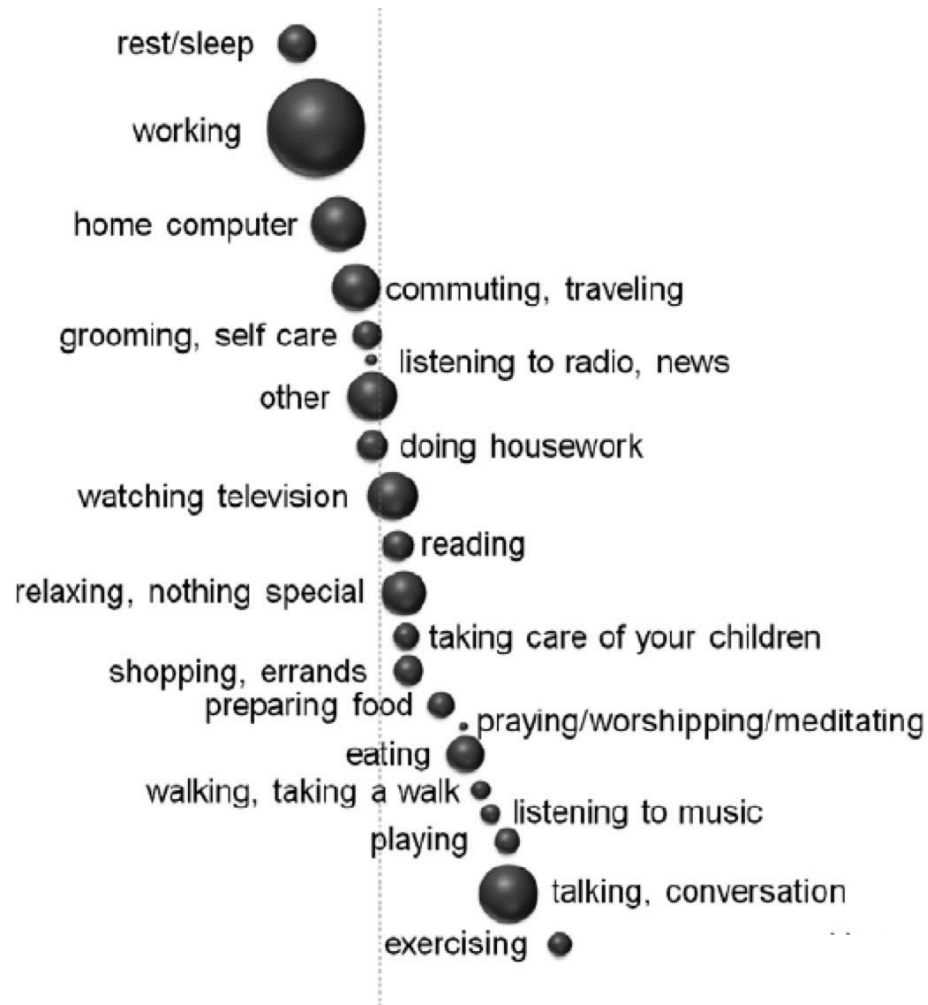 rest/sleep
working
home computer
commuting, traveling
grooming, self care
listening to radio, news
other
doing housework
watching television
reading
relaxing, nothing special
taking care of your children
shopping, errands
preparing food
praying/worshipping/meditating
eating
walking, taking a walk
listening to music
playing
talking, conversation
exercising